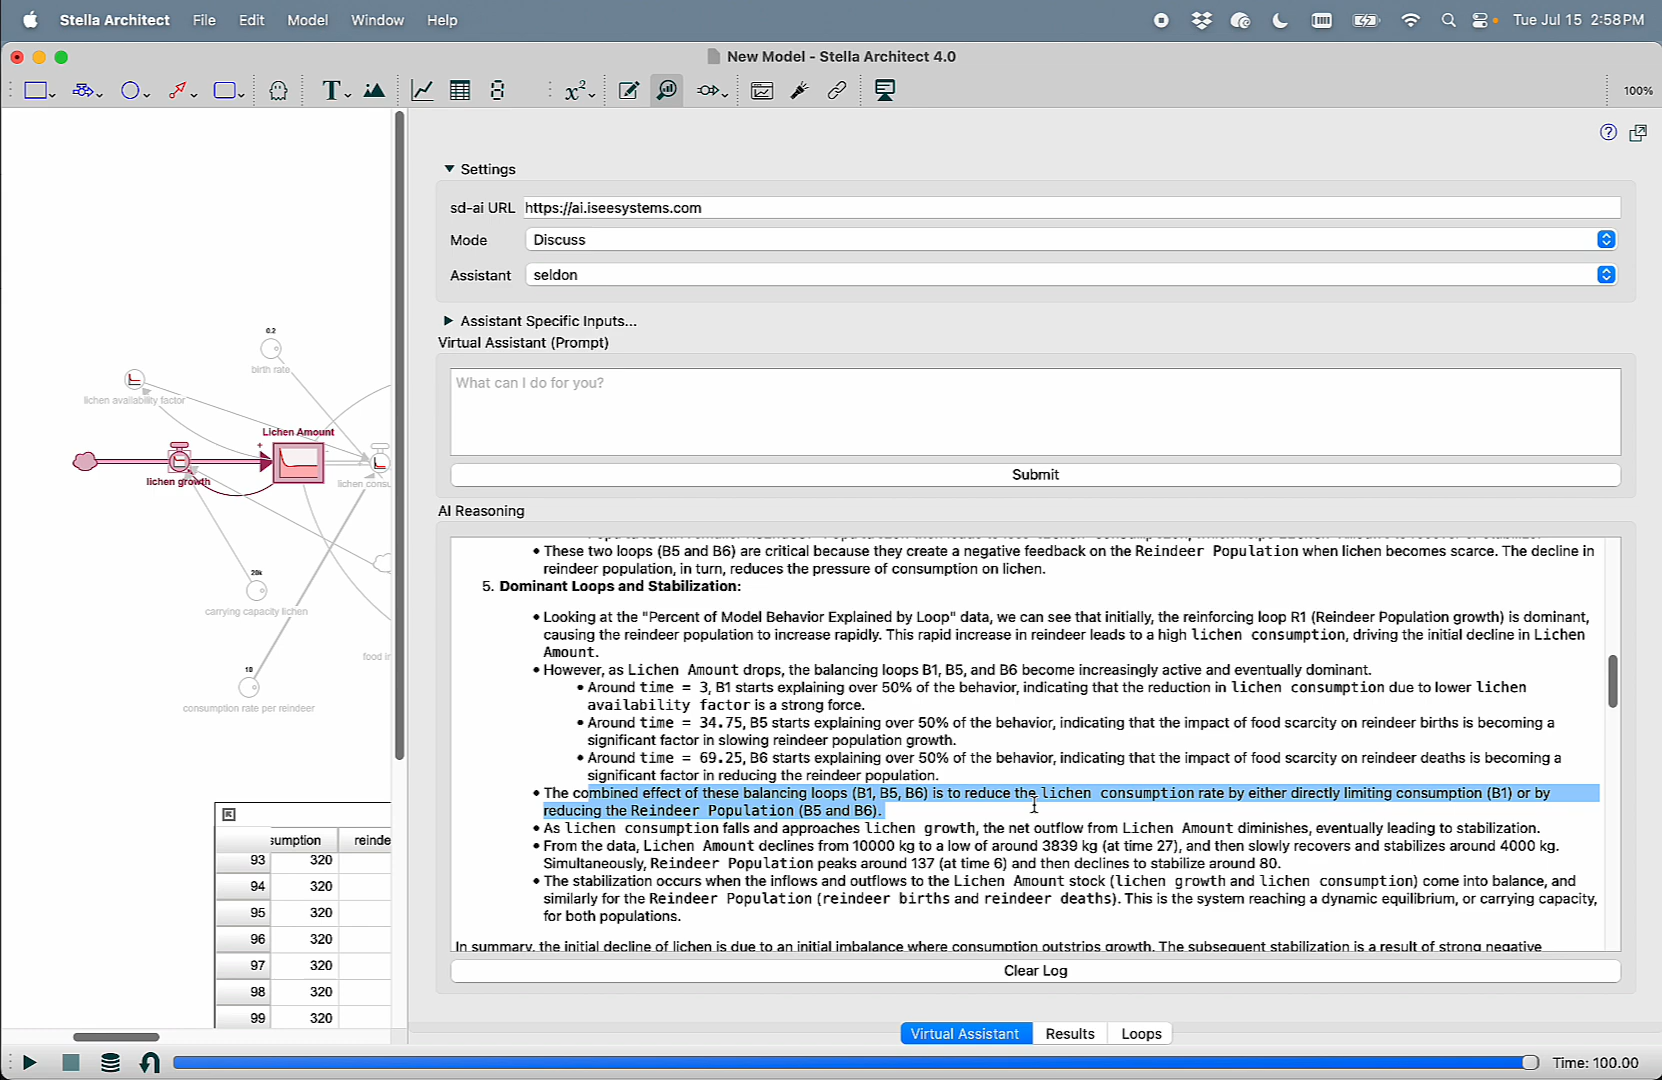 Stella Architect File Edit Model Window Help Tue Jul 15 2:58PM
New Model - Stella Architect 4.0
T x² 100%
Settings
sd-ai URL https://ai.iseesystems.com
Mode Discuss
Assistant seldon
Assistant Specific Inputs...
Virtual Assistant (Prompt)
What can I do for you?
Submit
AI Reasoning
• These two loops (B5 and B6) are critical because they create a negative feedback on the Reindeer Population when lichen becomes scarce. The decline in
reindeer population, in turn, reduces the pressure of consumption on lichen.
5. Dominant Loops and Stabilization:
• Looking at the "Percent of Model Behavior Explained by Loop" data, we can see that initially, the reinforcing loop R1 (Reindeer Population growth) is dominant,
causing the reindeer population to increase rapidly. This rapid increase in reindeer leads to a high lichen consumption, driving the initial decline in Lichen
Amount.
• However, as Lichen Amount drops, the balancing loops B1, B5, and B6 become increasingly active and eventually dominant.
• Around time = 3, B1 starts explaining over 50% of the behavior, indicating that the reduction in lichen consumption due to lower lichen
availability factor is a strong force.
• Around time = 34.75, B5 starts explaining over 50% of the behavior, indicating that the impact of food scarcity on reindeer births is becoming a
significant factor in slowing reindeer population growth.
• Around time = 69.25, B6 starts explaining over 50% of the behavior, indicating that the impact of food scarcity on reindeer deaths is becoming a
significant factor in reducing the reindeer population.
• The combined effect of these balancing loops (B1, B5, B6) is to reduce the lichen consumption rate by either directly limiting consumption (B1) or by
reducing the Reindeer Population (B5 and B6).
• As lichen consumption falls and approaches lichen growth, the net outflow from Lichen Amount diminishes, eventually leading to stabilization.
• From the data, Lichen Amount declines from 10000 kg to a low of around 3839 kg (at time 27), and then slowly recovers and stabilizes around 4000 kg.
Simultaneously, Reindeer Population peaks around 137 (at time 6) and then declines to stabilize around 80.
• The stabilization occurs when the inflows and outflows to the Lichen Amount stock (lichen growth and lichen consumption) come into balance, and
similarly for the Reindeer Population (reindeer births and reindeer deaths). This is the system reaching a dynamic equilibrium, or carrying capacity,
for both populations.
In summary, the initial decline of lichen is due to an initial imbalance where consumption outstrips growth. The subsequent stabilization is a result of strong negative
Clear Log
Virtual Assistant Results Loops
0.2
birth rate
lichen availability factor
Lichen Amount
+
lichen growth
lichen consu
20k
carrying capacity lichen
food in
10
consumption rate per reindeer
sumption reinde
93 320
94 320
95 320
96 320
97 320
98 320
99 320
Time: 100.00